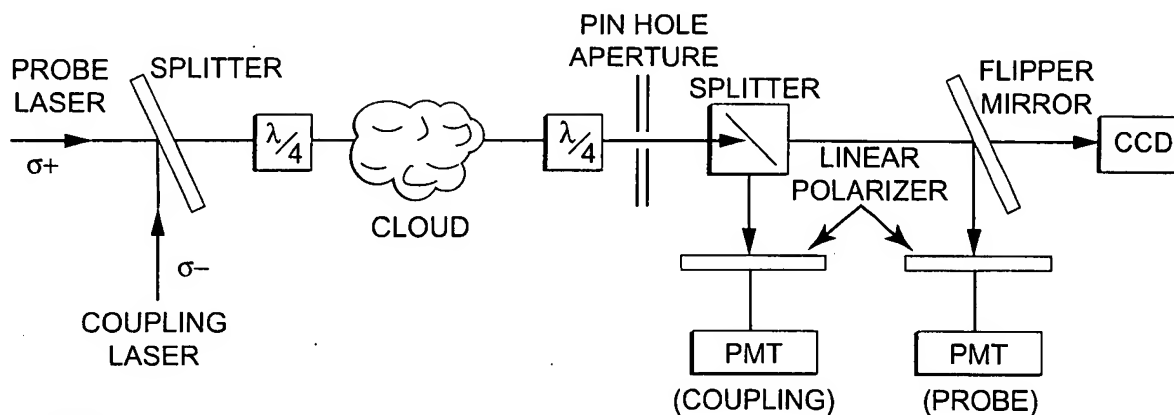 PROBE
LASER
SPLITTER
PIN HOLE
APERTURE
SPLITTER
FLIPPER
MIRROR
σ+
λ/4
CLOUD
λ/4
LINEAR
POLARIZER
CCD
σ−
COUPLING
LASER
PMT
(COUPLING)
PMT
(PROBE)